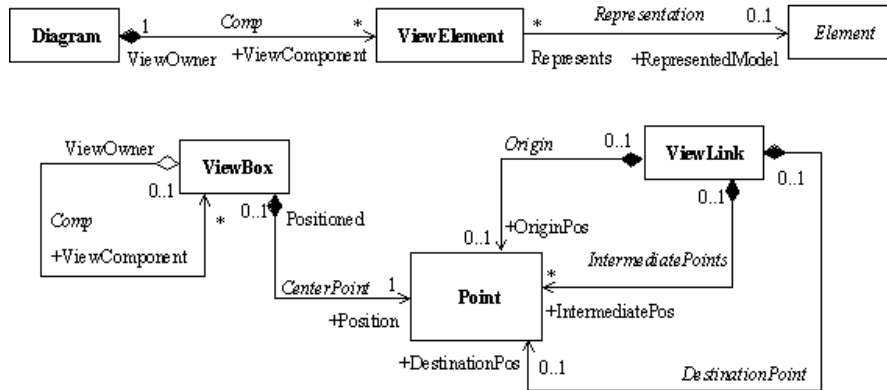 1 Comp * * Representation 0..1
Diagram ViewElement Element
ViewOwner +ViewComponent Represents +RepresentedModel
ViewOwner ViewBox
0..1 0..1 Positioned
Comp *
+ViewComponent
CenterPoint 1
+Position
Origin 0..1 ViewLink
0..1 0..1
+OriginPos
0..1
IntermediatePoints
Point *
+IntermediatePos
+DestinationPos 0..1
DestinationPoint